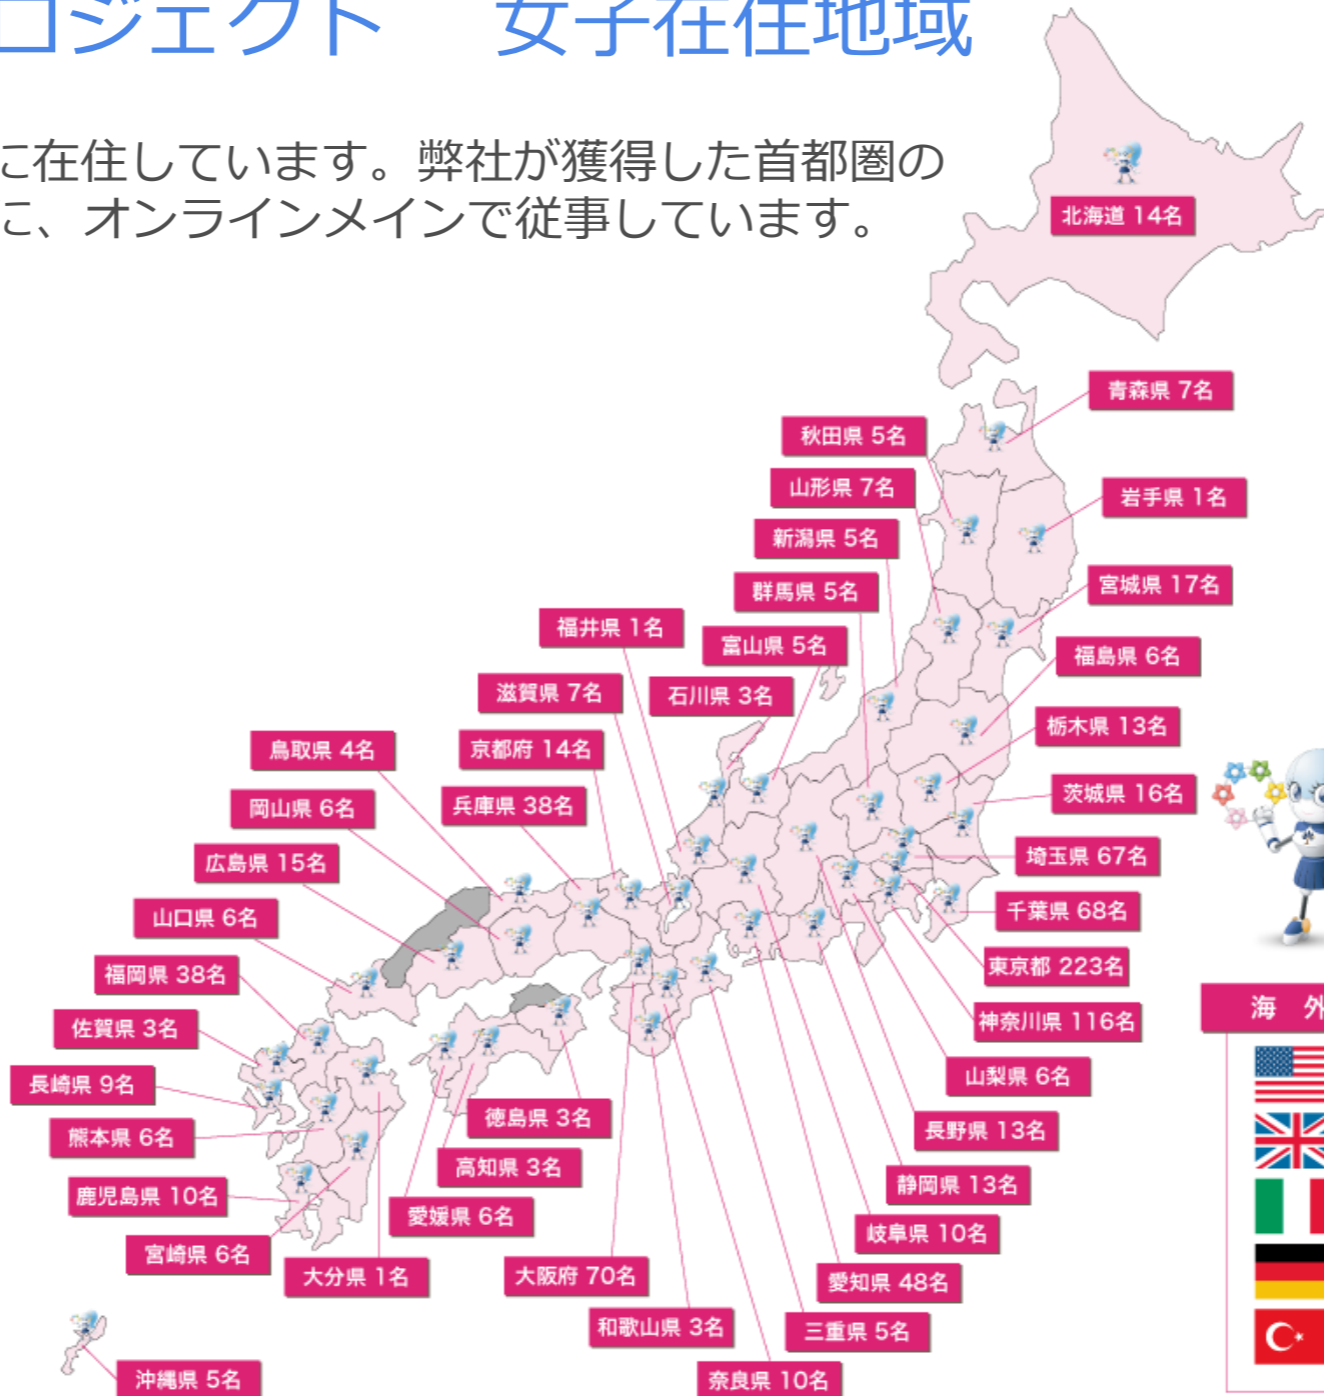 ロジェクト 女子在住地域
に在住しています。弊社が獲得した首都圏の
に、オンラインメインで従事しています。
北海道 14名
青森県 7名
秋田県 5名
山形県 7名
岩手県 1名
新潟県 5名
宮城県 17名
群馬県 5名
福井県 1名
富山県 5名
福島県 6名
滋賀県 7名
石川県 3名
栃木県 13名
鳥取県 4名
京都府 14名
茨城県 16名
岡山県 6名
兵庫県 38名
埼玉県 67名
広島県 15名
千葉県 68名
山口県 6名
東京都 223名
福岡県 38名
神奈川県 116名
佐賀県 3名
山梨県 6名
長崎県 9名
徳島県 3名
長野県 13名
熊本県 6名
高知県 3名
静岡県 13名
鹿児島県 10名
愛媛県 6名
岐阜県 10名
宮崎県 6名
大分県 1名
大阪府 70名
愛知県 48名
和歌山県 3名
三重県 5名
沖縄県 5名
奈良県 10名
海 外